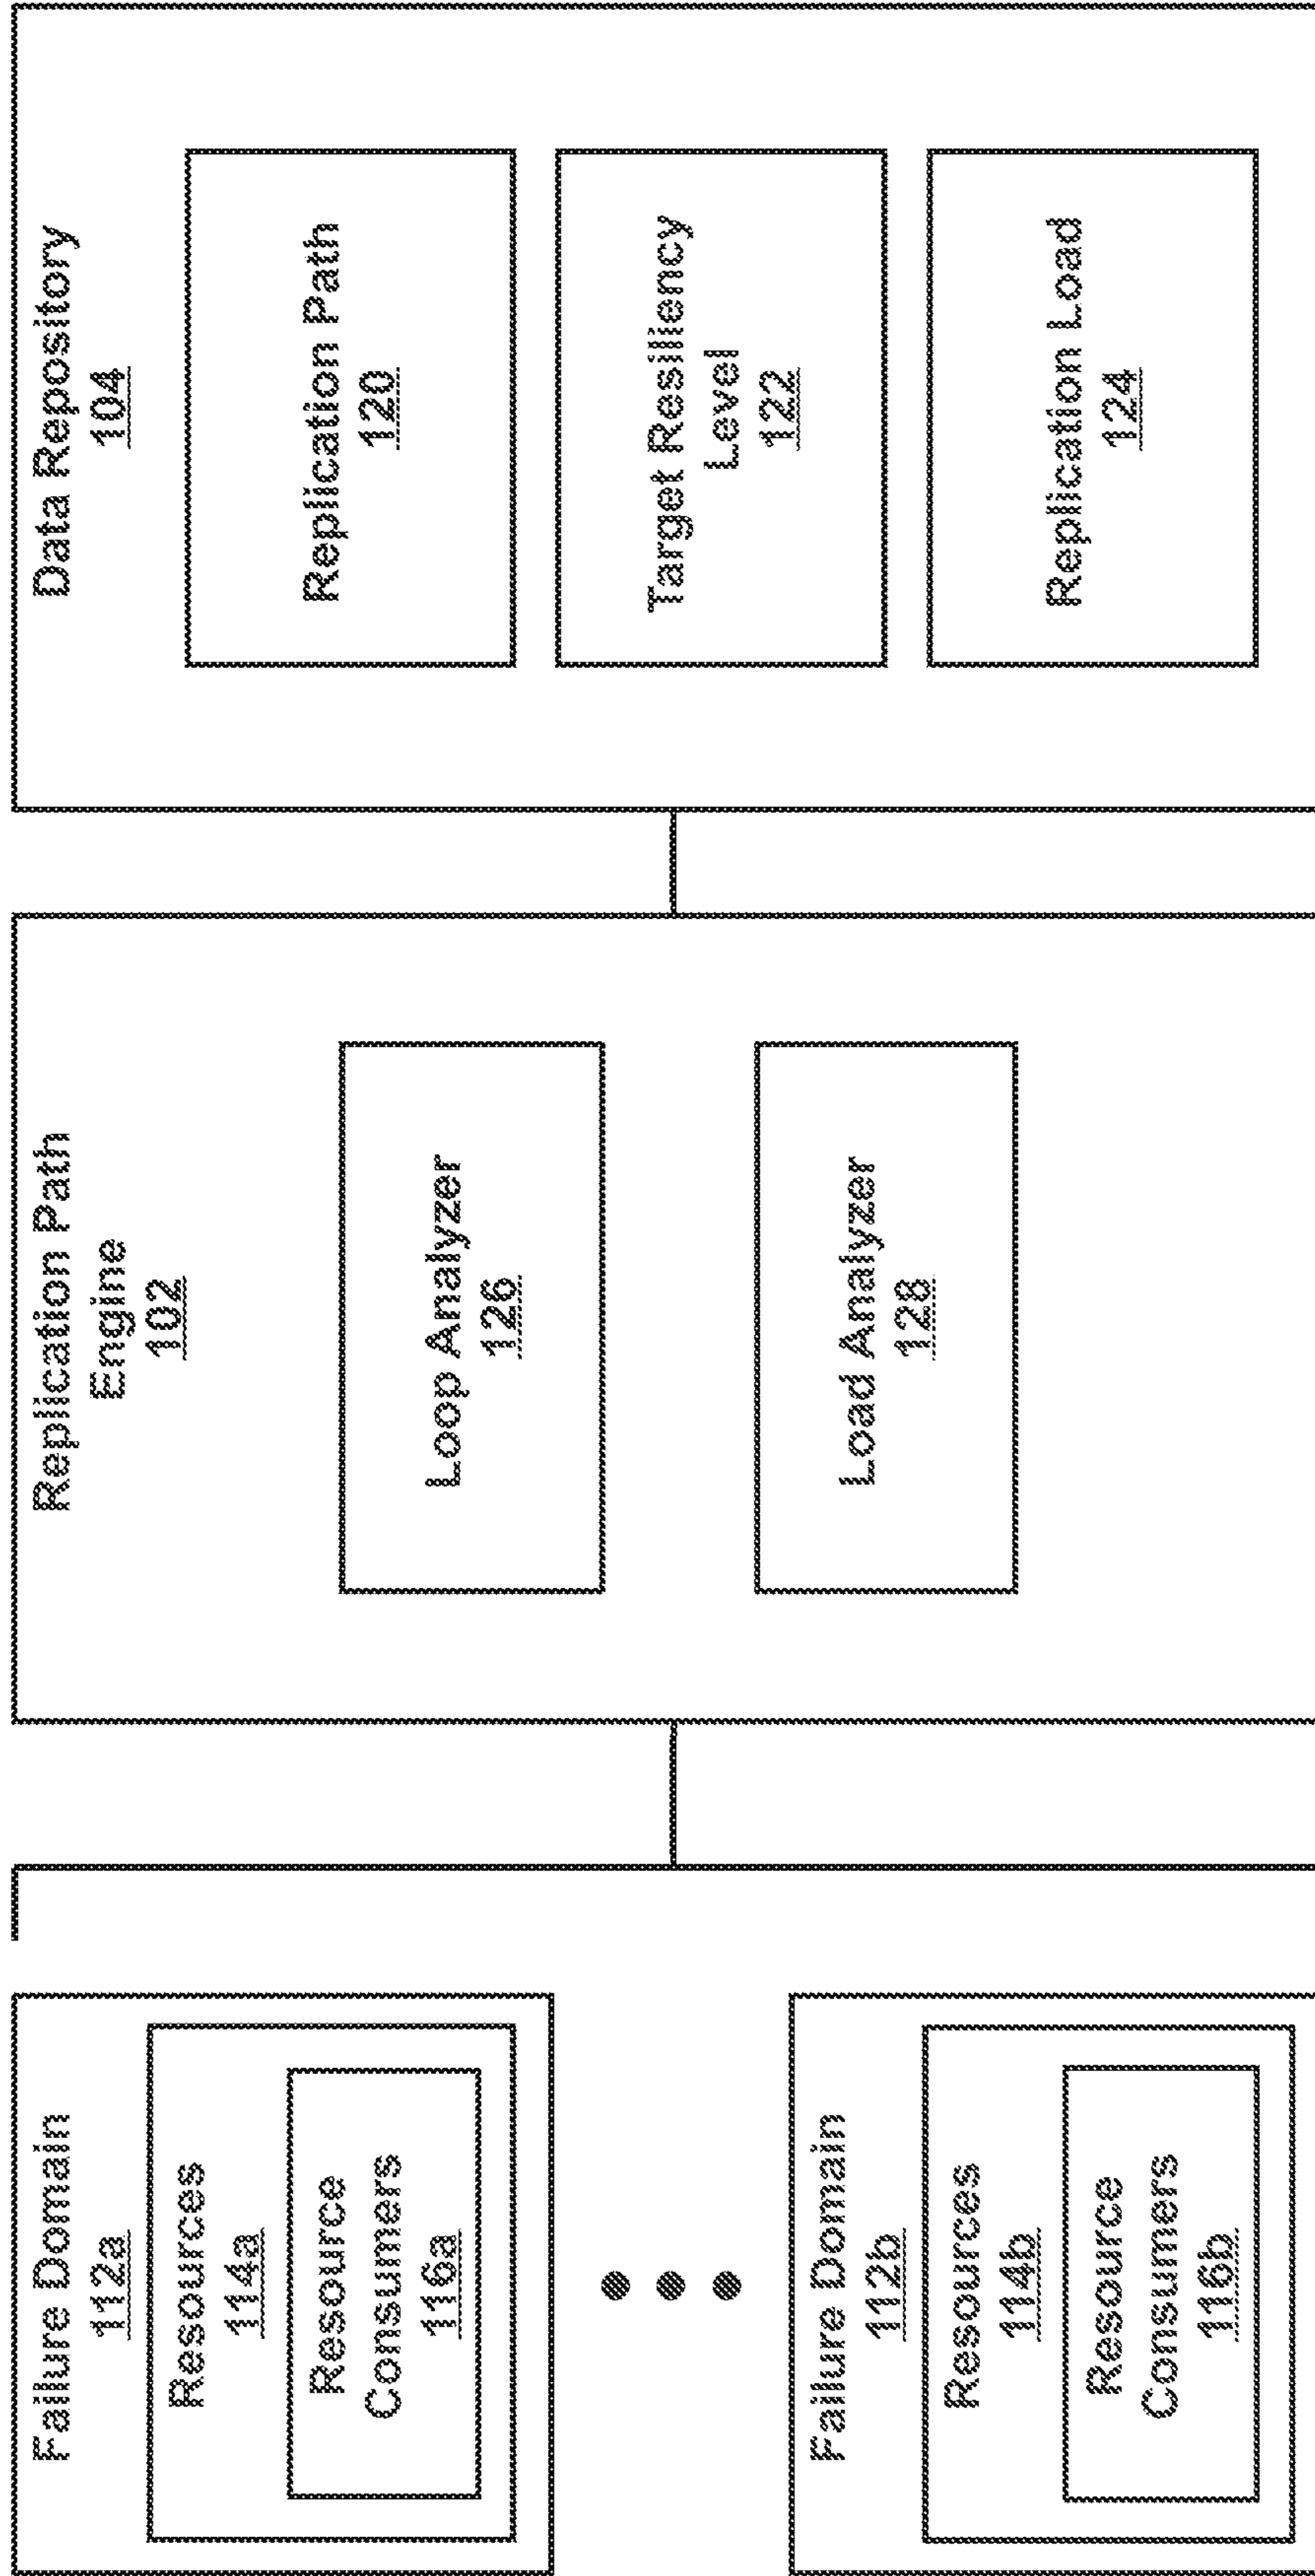 Failure Domain
112a
Resources
114a
Resource
Consumers
116a
Failure Domain
112b
Resources
114b
Resource
Consumers
116b
Replication Path
Engine
102
Loop Analyzer
126
Load Analyzer
128
Data Repository
104
Replication Path
120
Target Resiliency
Level
122
Replication Load
124